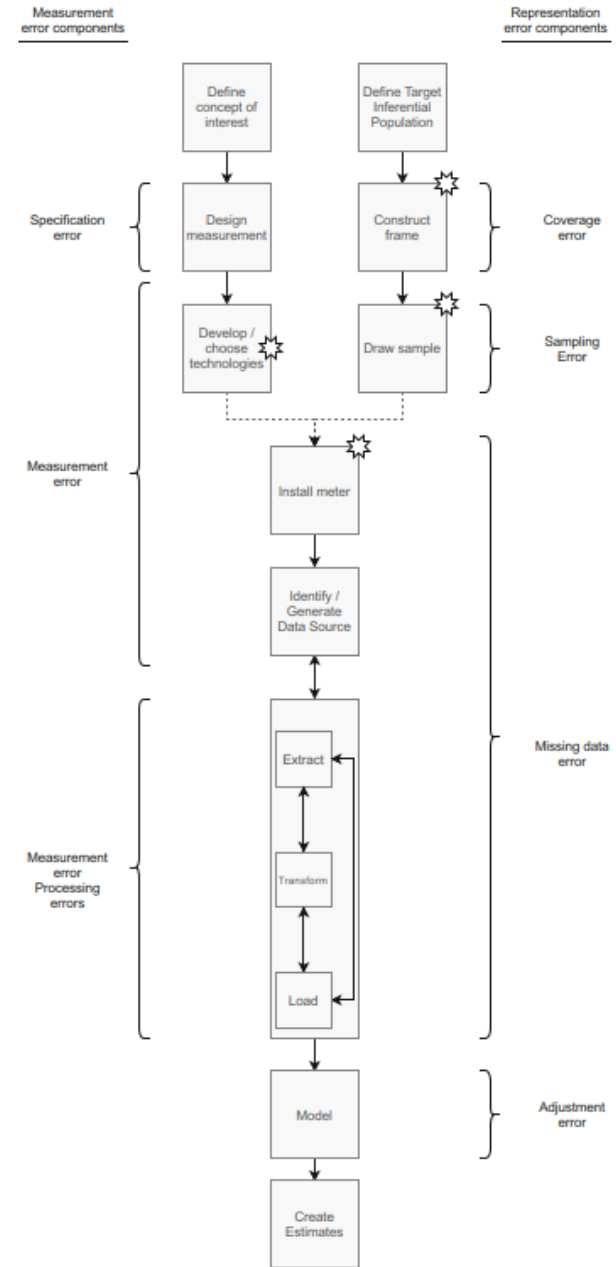 Measurement
error components
Representation
error components
Define
concept of
interest
Define Target
Inferential
Population
Specification
error
Design
measurement
Construct
frame
Coverage
error
Develop /
choose
technologies
Draw sample
Sampling
Error
Measurement
error
Install meter
Identify /
Generate
Data Source
Extract
Missing data
error
Measurement
error
Processing
errors
Transform
Load
Model
Adjustment
error
Create
Estimates